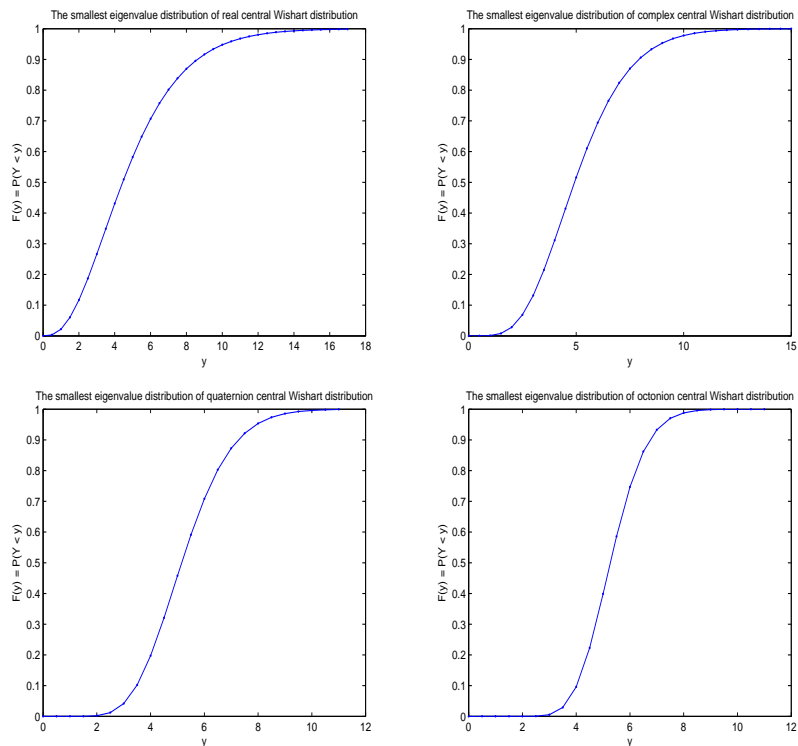 The smallest eigenvalue distribution of real central Wishart distribution
1
0.9
0.8
0.7
0.6
0.5
0.4
0.3
0.2
0.1
0
F(y) = P(Y < y)
0 2 4 6 8 10 12 14 16 18
y
The smallest eigenvalue distribution of complex central Wishart distribution
1
0.9
0.8
0.7
0.6
0.5
0.4
0.3
0.2
0.1
0
F(y) = P(Y < y)
0 5 10 15
y
The smallest eigenvalue distribution of quaternion central Wishart distribution
1
0.9
0.8
0.7
0.6
0.5
0.4
0.3
0.2
0.1
0
F(y) = P(Y < y)
0 2 4 6 8 10 12
y
The smallest eigenvalue distribution of octonion central Wishart distribution
1
0.9
0.8
0.7
0.6
0.5
0.4
0.3
0.2
0.1
0
F(y) = P(Y < y)
0 2 4 6 8 10 12
y